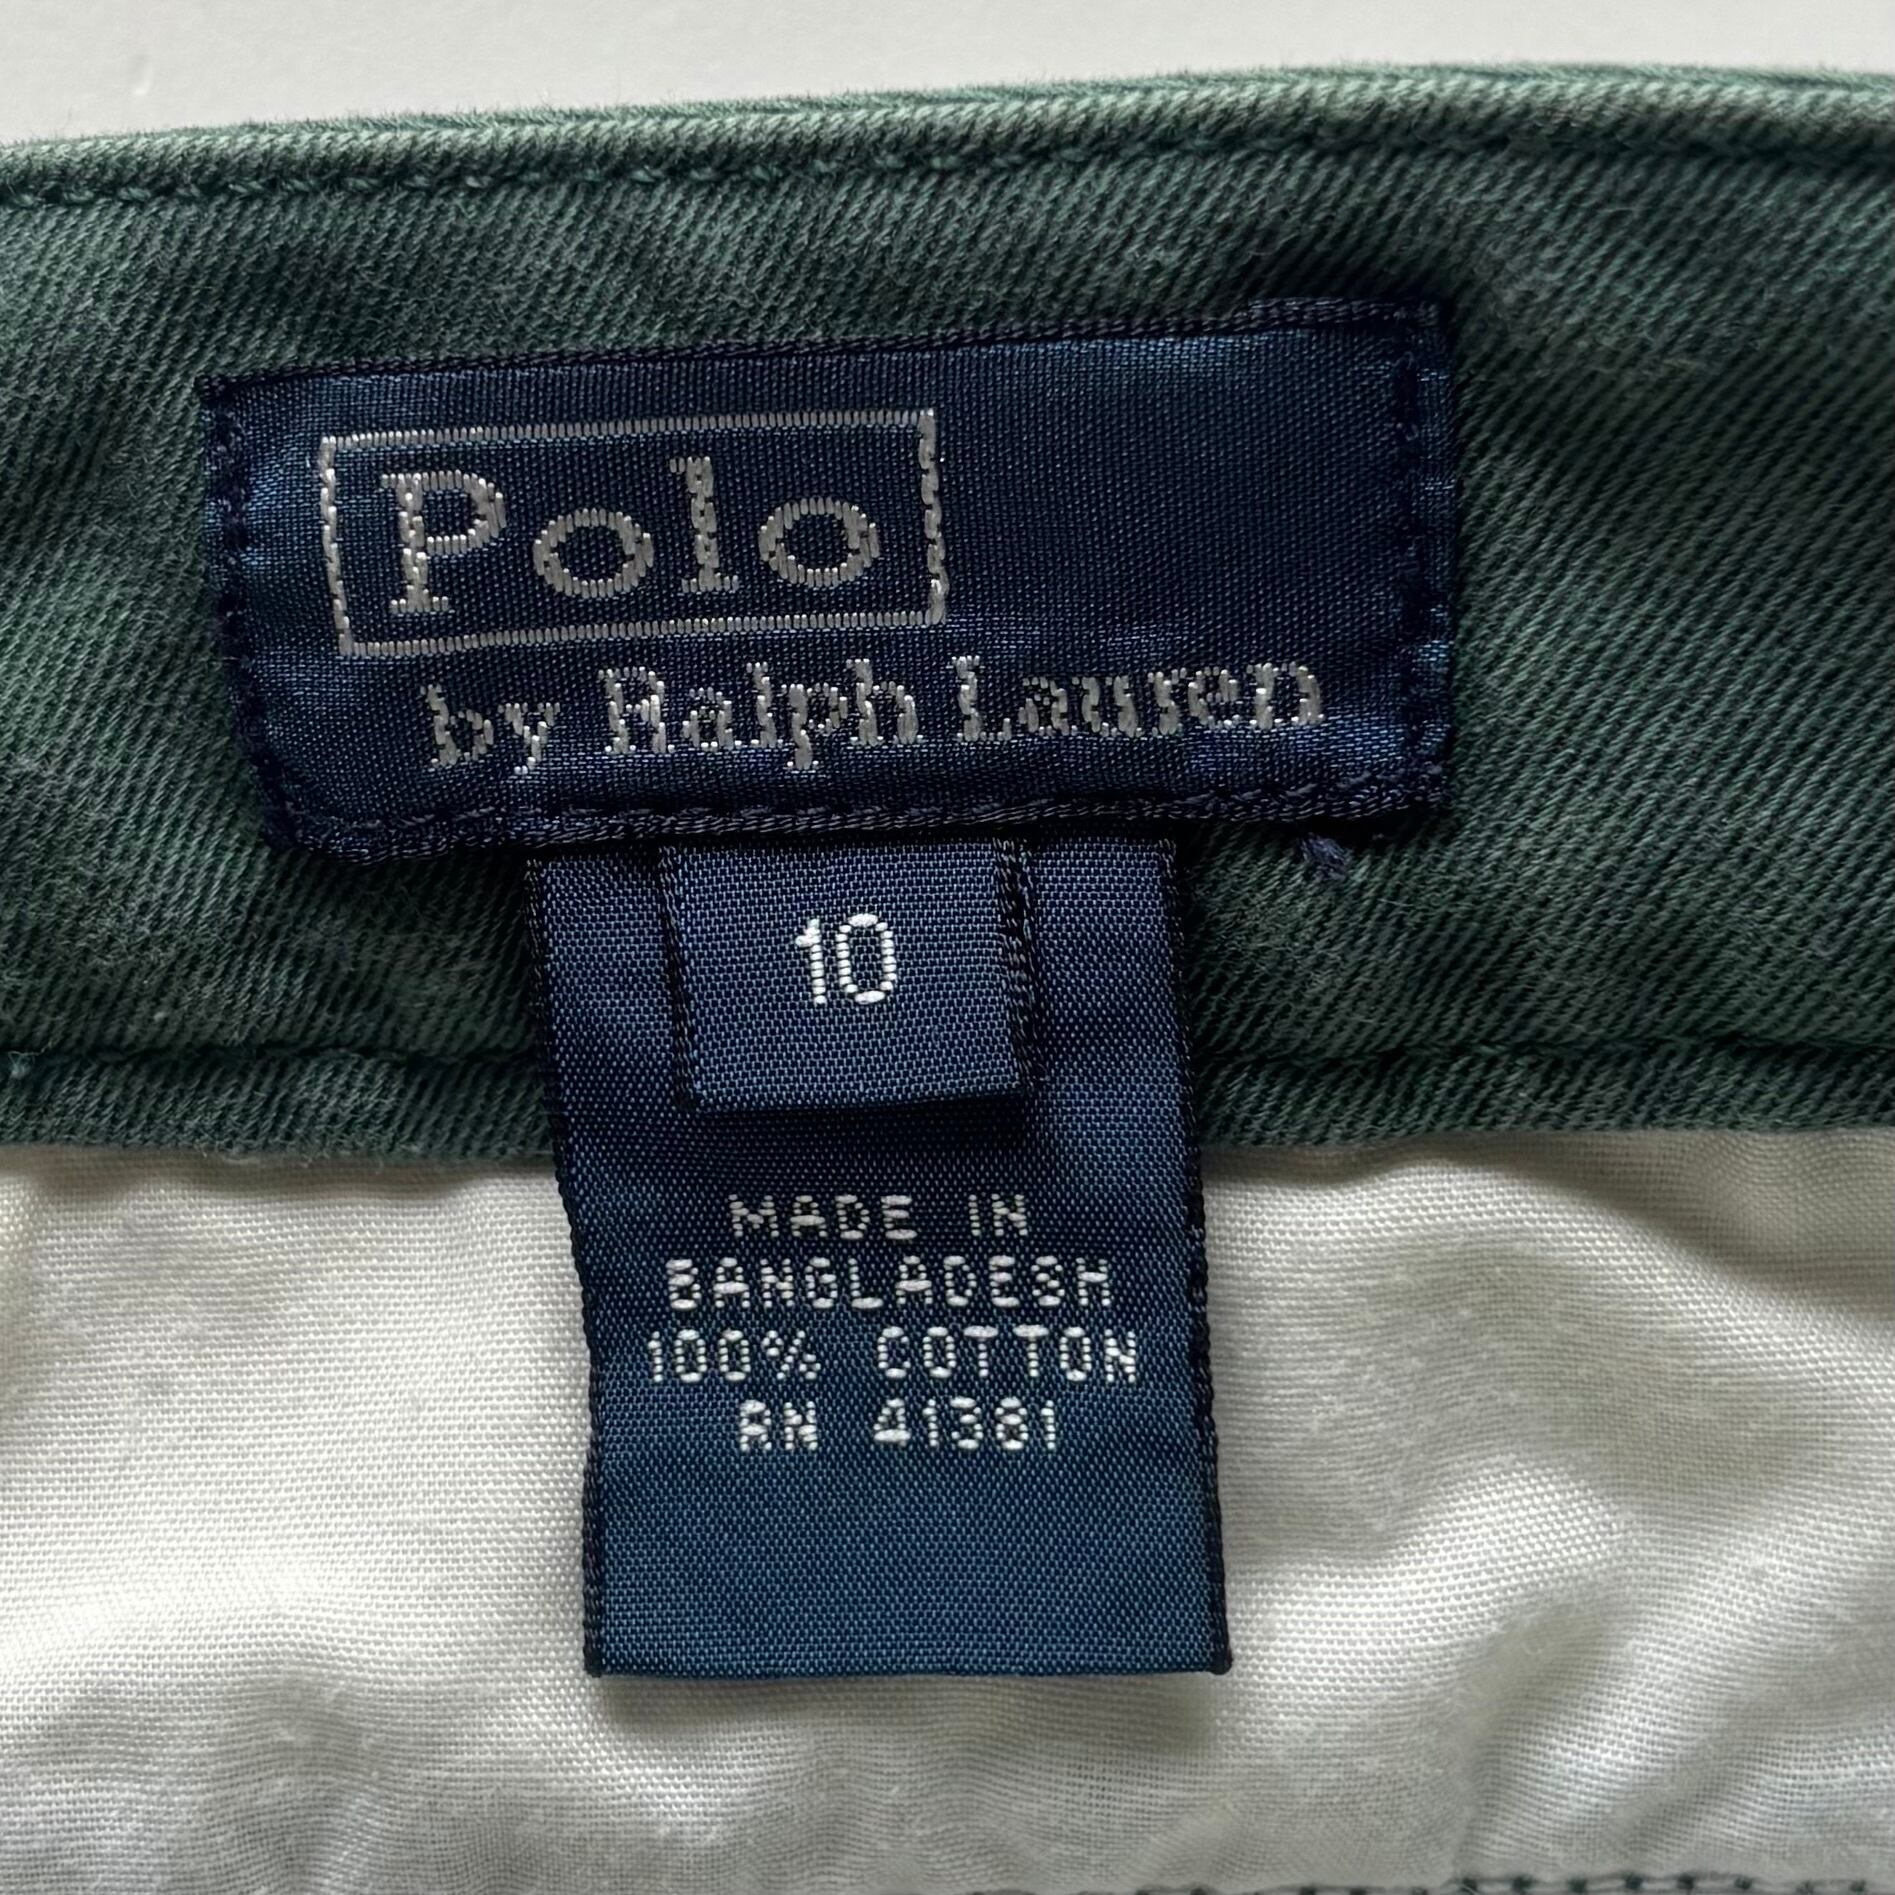 Polo
by Ralph Lauren
10
MADE IN
BANGLADESH
100% COTTON
RN 41381